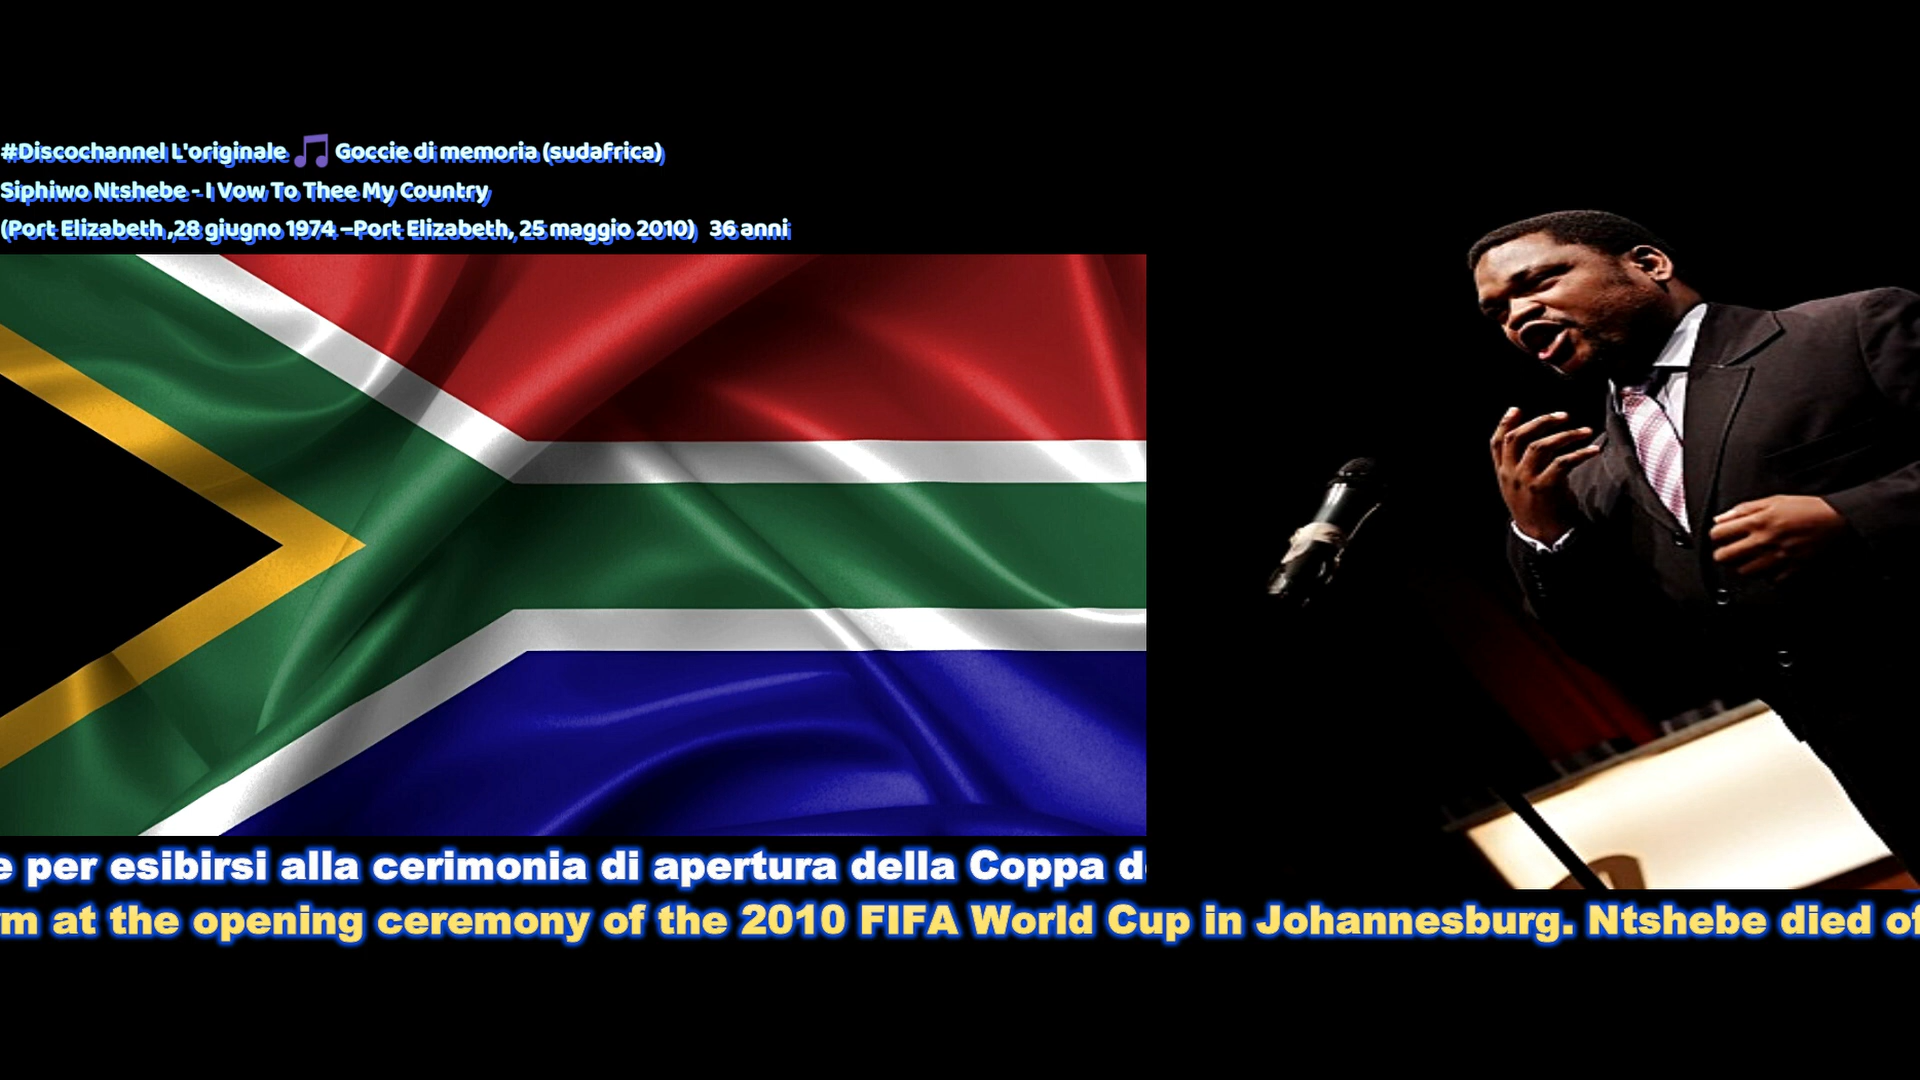 #Discochannel L'originale 🎵 Goccie di memoria (sudafrica)
Siphiwo Ntshebe - I Vow To Thee My Country
(Port Elizabeth ,28 giugno 1974 –Port Elizabeth, 25 maggio 2010) 36 anni
e per esibirsi alla cerimonia di apertura della Coppa d
m at the opening ceremony of the 2010 FIFA World Cup in Johannesburg. Ntshebe died of